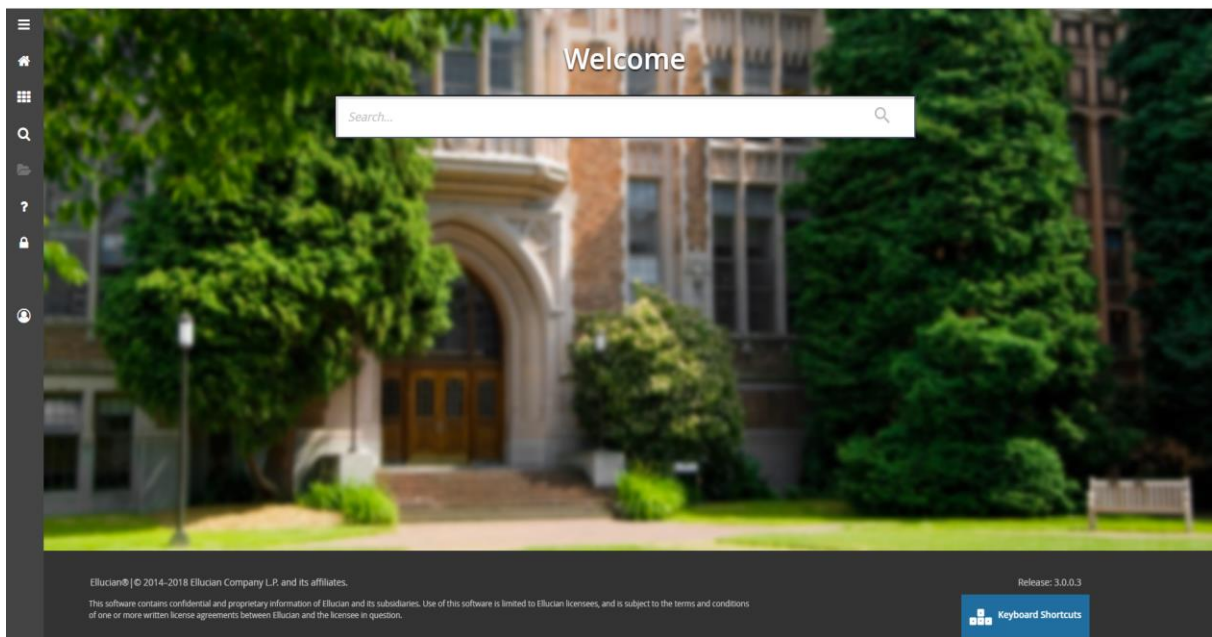 Welcome
Search...
?
Ellucian®|© 2014-2018 Ellucian Company L.P. and its affiliates.
Release: 3.0.0.3
This software contains confidential and proprietary information of Ellucian and its subsidiaries. Use of this software is limited to Ellucian licensees, and is subject to the terms and conditions
of one or more written license agreements between Ellucian and the licensee in question.
Keyboard Shortcuts